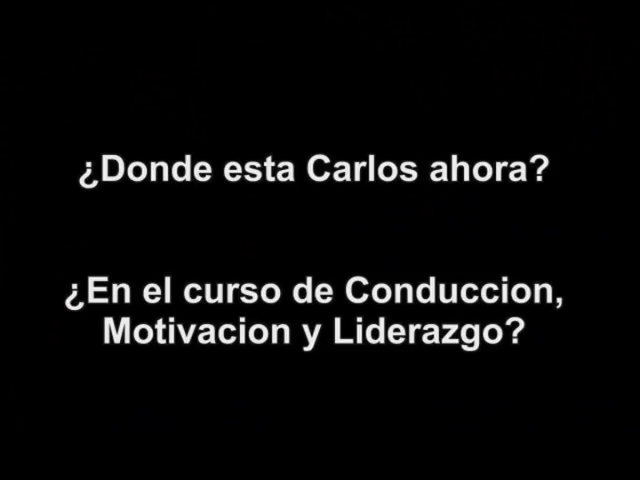 ¿Donde esta Carlos ahora?
¿En el curso de Conduccion,
Motivacion y Liderazgo?